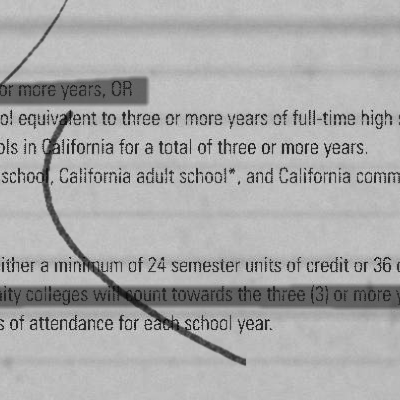 or more years, OR
ol equivalent to three or more years of full-time high
ols in California for a total of three or more years.
school, California adult school*, and California comm
ither a minimum of 24 semester units of credit or 36
ity colleges will count towards the three (3) or more y
s of attendance for each school year.